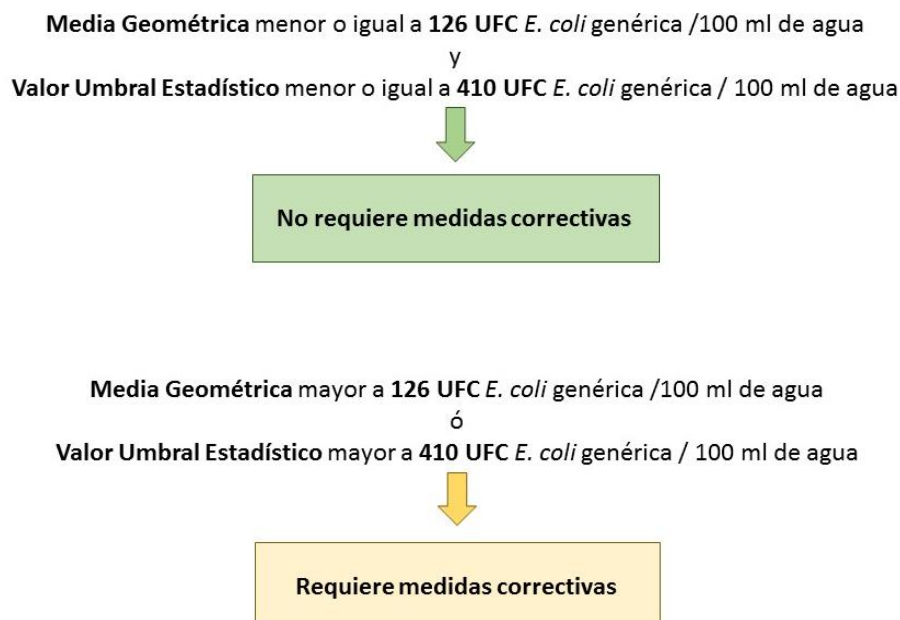 Media Geométrica menor o igual a 126 UFC E. coli genérica /100 ml de agua
y
Valor Umbral Estadístico menor o igual a 410 UFC E. coli genérica / 100 ml de agua
No requiere medidas correctivas
Media Geométrica mayor a 126 UFC E. coli genérica /100 ml de agua
ó
Valor Umbral Estadístico mayor a 410 UFC E. coli genérica / 100 ml de agua
Requiere medidas correctivas